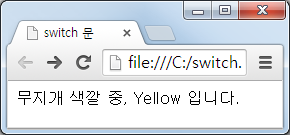 switch 문
file:///C:/switch.
무지개 색깔 중, Yellow 입니다.